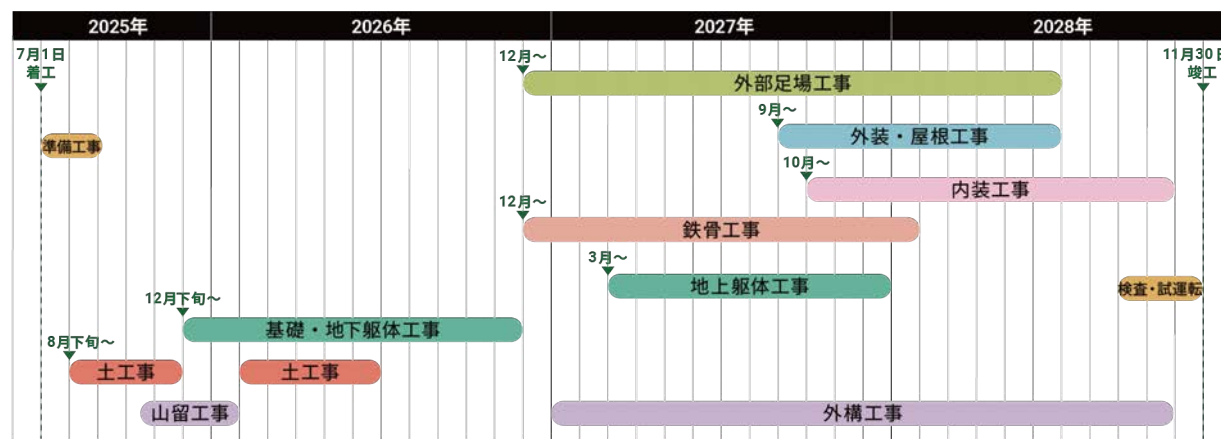 2025年 2026年 2027年 2028年
7月1日
着工
12月～
11月30日
竣工
外部足場工事
9月～
準備工事
外装・屋根工事
10月～
内装工事
12月～
鉄骨工事
3月～
地上躯体工事
検査・試運転
12月下旬～
基礎・地下躯体工事
8月下旬～
土工事
土工事
山留工事
外構工事